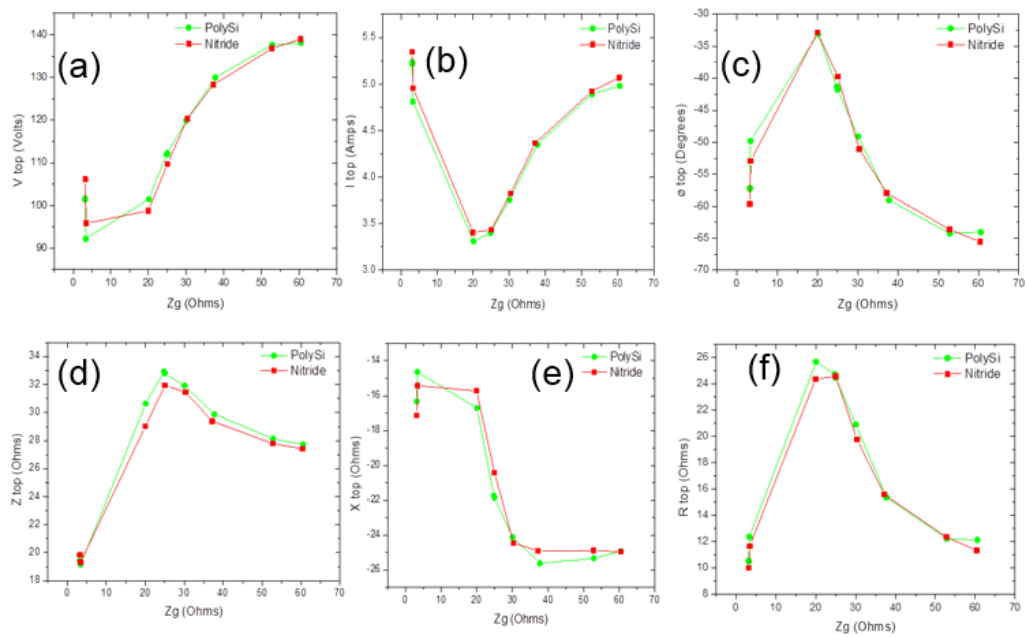 (a)
PolySi
Nitride
V top (Volts)
140
130
120
110
100
90
0 10 20 30 40 50 60 70
Zg (Ohms)
(b)
PolySi
Nitride
I top (Amps)
5.5
5.0
4.5
4.0
3.5
3.0
0 10 20 30 40 50 60 70
Zg (Ohms)
(c)
PolySi
Nitride
ø top (Degrees)
-30
-35
-40
-45
-50
-55
-60
-65
-70
0 10 20 30 40 50 60 70
Zg (Ohms)
(d)
PolySi
Nitride
Z top (Ohms)
34
32
30
28
26
24
22
20
18
0 10 20 30 40 50 60 70
Zg (Ohms)
(e)
PolySi
Nitride
X top (Ohms)
-14
-16
-18
-20
-22
-24
-26
0 10 20 30 40 50 60 70
Zg (Ohms)
(f)
PolySi
Nitride
R top (Ohms)
26
24
22
20
18
16
14
12
10
8
0 10 20 30 40 50 60 70
Zg (Ohms)